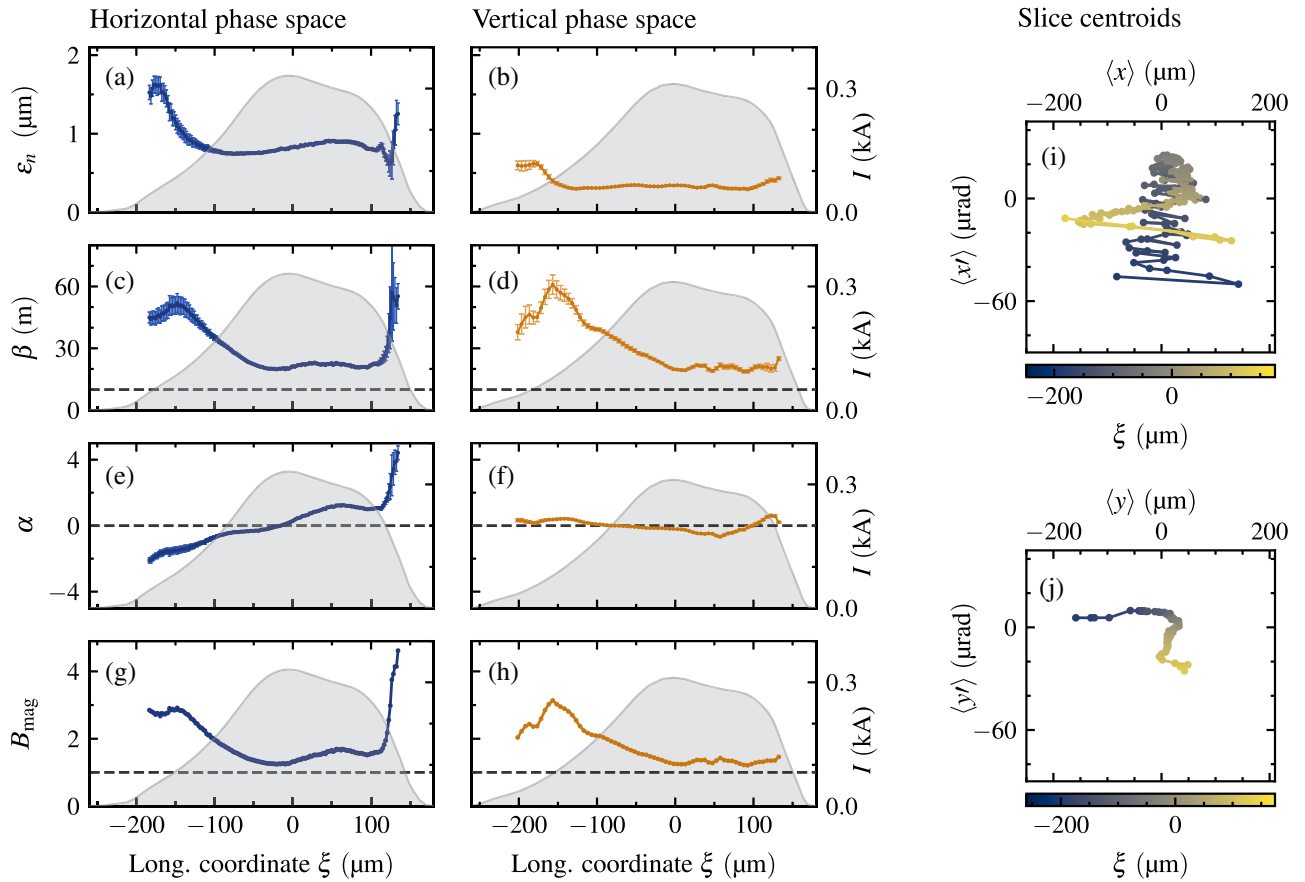 Horizontal phase space
Vertical phase space
Slice centroids
2
1
0
εn (μm)
(a)
(b)
0.3
0.0
I (kA)
60
30
0
β (m)
(c)
(d)
0.3
0.0
I (kA)
4
0
−4
α
(e)
(f)
0.3
0.0
I (kA)
4
2
0
Bmag
(g)
(h)
0.3
0.0
I (kA)
−200 −100 0 100
Long. coordinate ξ (μm)
−200 −100 0 100
Long. coordinate ξ (μm)
⟨x⟩ (μm)
−200 0 200
(i)
0
−60
⟨x′⟩ (μrad)
−200 0
ξ (μm)
⟨y⟩ (μm)
−200 0 200
(j)
0
−60
⟨y′⟩ (μrad)
−200 0
ξ (μm)